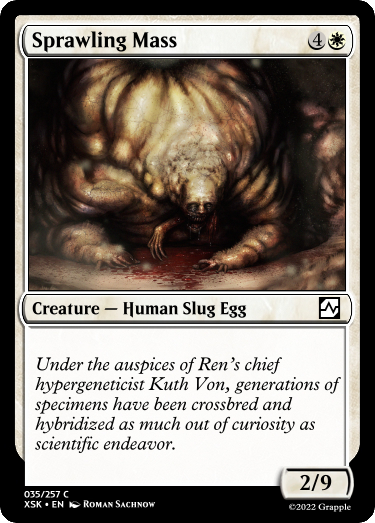 Sprawling Mass 4
Creature — Human Slug Egg
Under the auspices of Ren's chief
hypergeneticist Kuth Von, generations of
specimens have been crossbred and
hybridized as much out of curiosity as
scientific endeavor.
2/9
035/257 C
XSK • EN Roman Sachnow
©2022 Grapple